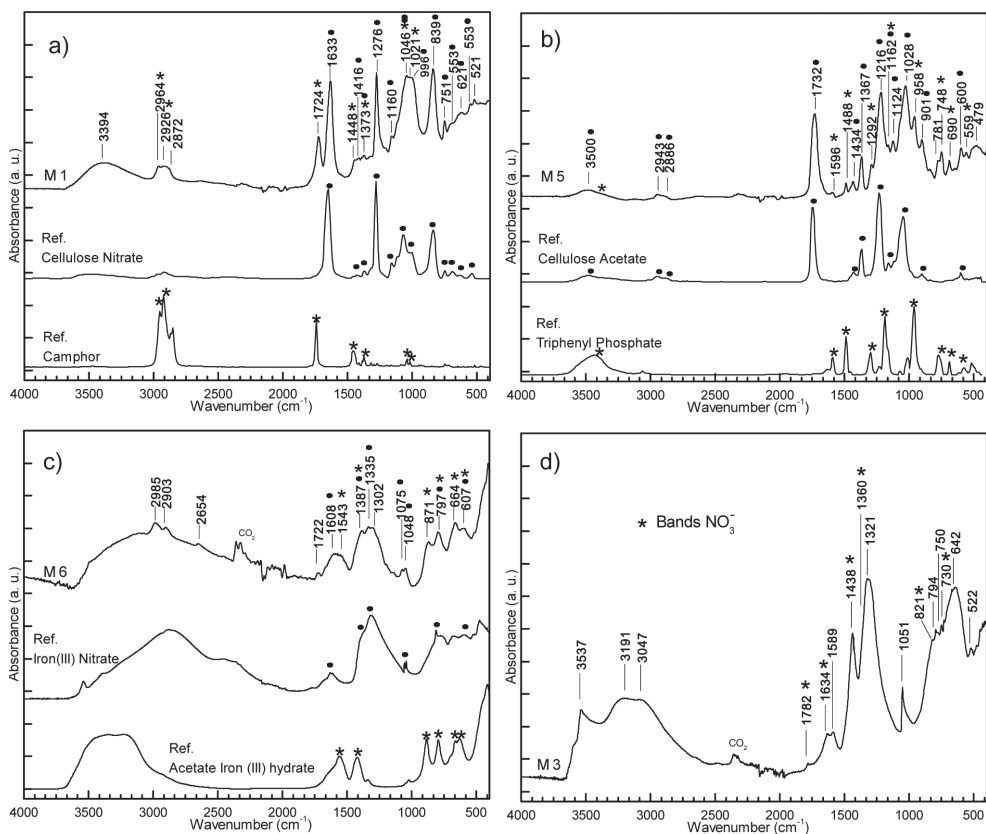 a)
3394
2964 *
2926 *
2872
1724 *
1633 •
1448 *
1416 •
1373 * •
1160 •
1276 •
1046 * •
1021 *
996 •
839 •
751 •
553 •
621 •
553 •
521
M 1
Ref.
Cellulose Nitrate
Ref.
Camphor
Absorbance (a. u.)
4000 3500 3000 2500 2000 1500 1000 500
Wavenumber (cm-1)
b)
3500 •
*
2943 •
2886 •
1732 •
1596 *
1488 *
1434 •
1367 •
1292 *
1216 •
1162 * •
1124 •
1028 •
958 *
901 •
781
748 *
690 *
600 •
559 *
479
M 5
Ref.
Cellulose Acetate
Ref.
Triphenyl Phosphate
Absorbance (a. u.)
4000 3500 3000 2500 2000 1500 1000 500
Wavenumber (cm-1)
c)
2985
2903
2654
CO2
1722
1608 •
1543 *
1387 * •
1335 •
1302
1075 •
1048 •
871 *
797 * •
664 *
607 * •
M 6
Ref.
Iron(III) Nitrate
Ref.
Acetate Iron (III) hydrate
Absorbance (a. u.)
4000 3500 3000 2500 2000 1500 1000 500
Wavenumber (cm-1)
d)
* Bands NO3-
3537
3191
3047
CO2
1782 *
1634 *
1589
1438 *
1360 *
1321
1051
821 *
794
750
730 *
642
522
M 3
Absorbance (a. u.)
4000 3500 3000 2500 2000 1500 1000 500
Wavenumber (cm-1)